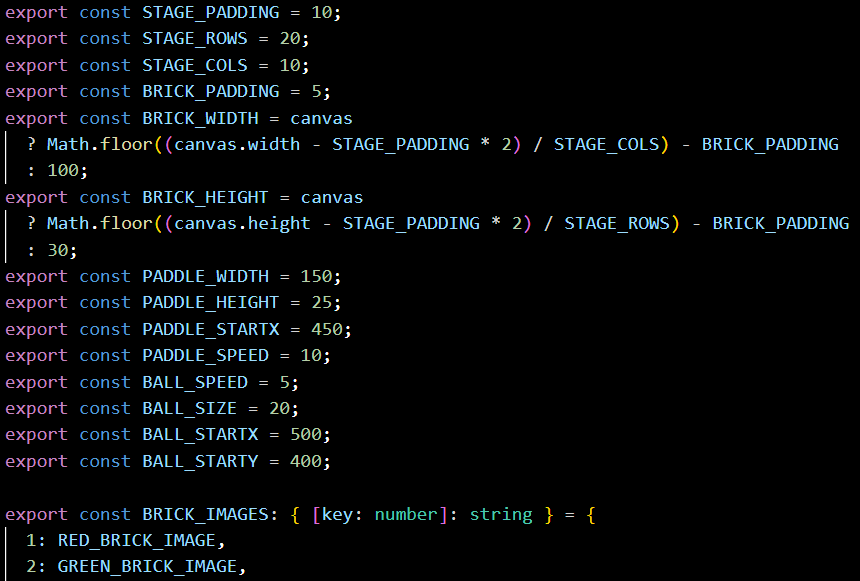 export const STAGE_PADDING = 10;
export const STAGE_ROWS = 20;
export const STAGE_COLS = 10;
export const BRICK_PADDING = 5;
export const BRICK_WIDTH = canvas
  ? Math.floor((canvas.width - STAGE_PADDING * 2) / STAGE_COLS) - BRICK_PADDING
  : 100;
export const BRICK_HEIGHT = canvas
  ? Math.floor((canvas.height - STAGE_PADDING * 2) / STAGE_ROWS) - BRICK_PADDING
  : 30;
export const PADDLE_WIDTH = 150;
export const PADDLE_HEIGHT = 25;
export const PADDLE_STARTX = 450;
export const PADDLE_SPEED = 10;
export const BALL_SPEED = 5;
export const BALL_SIZE = 20;
export const BALL_STARTX = 500;
export const BALL_STARTY = 400;

export const BRICK_IMAGES: { [key: number]: string } = {
  1: RED_BRICK_IMAGE,
  2: GREEN_BRICK_IMAGE,